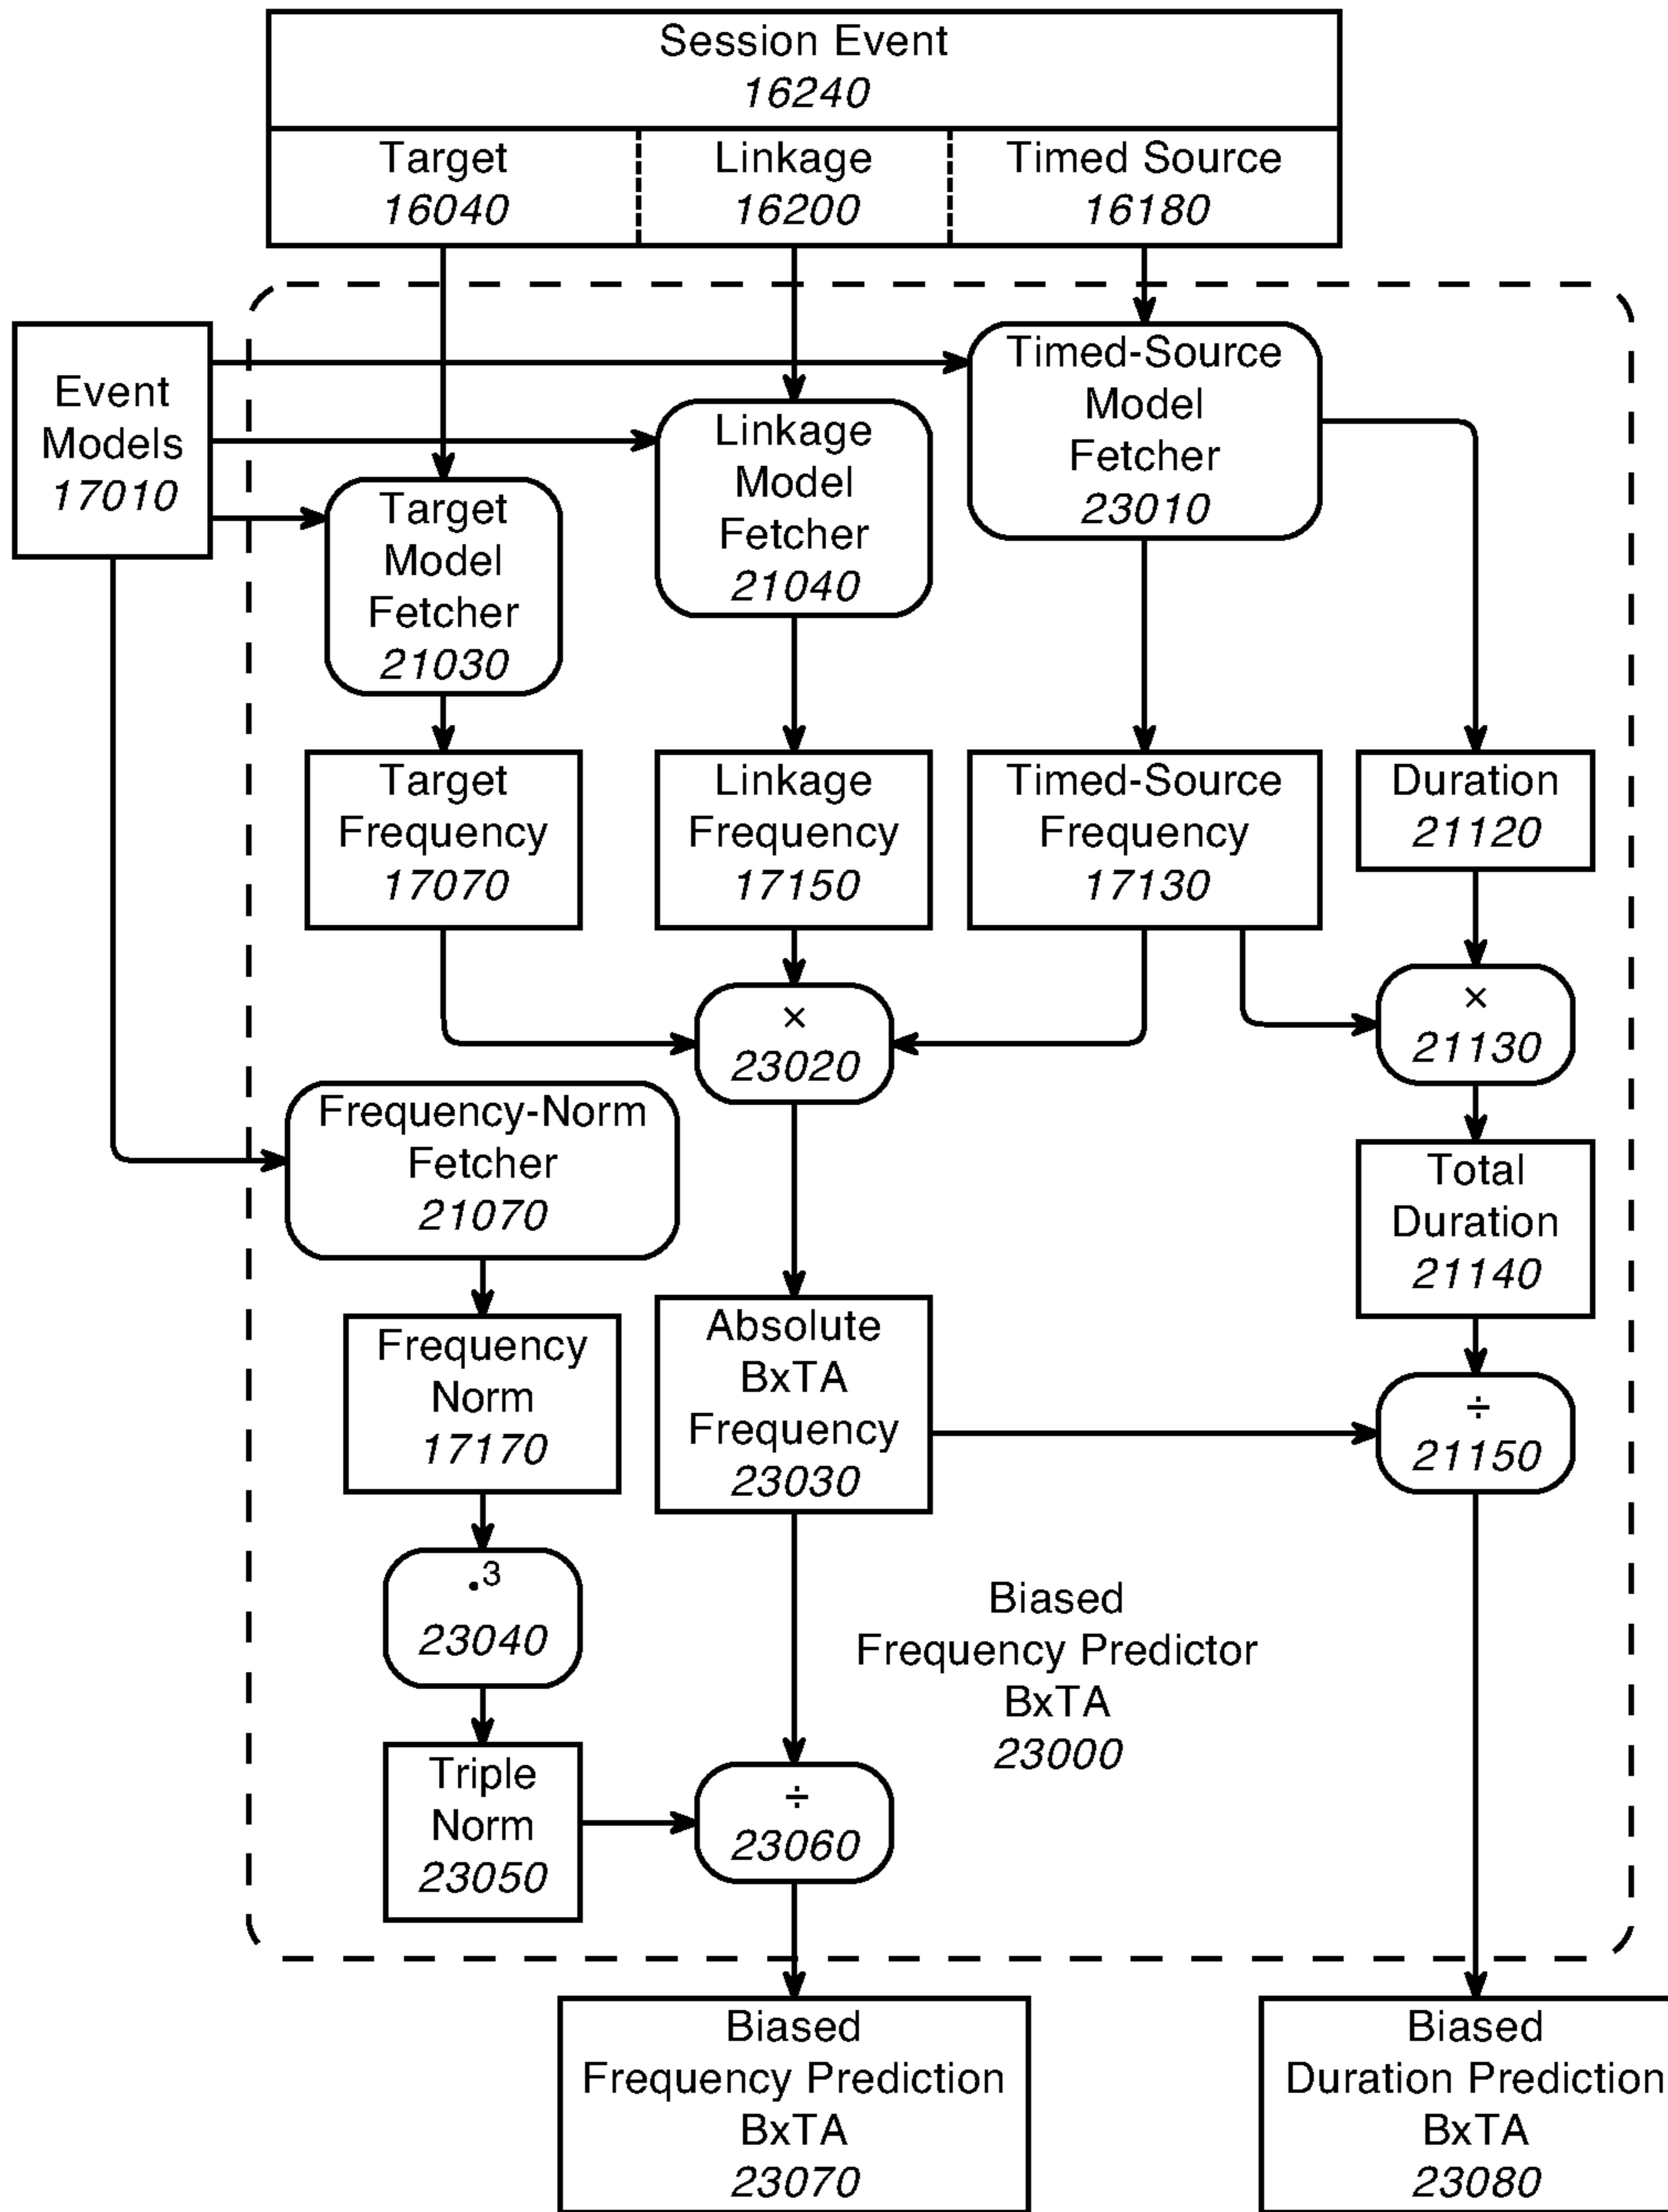 Session Event
16240
Target
16040
Linkage
16200
Timed Source
16180
Event
Models
17010
Timed-Source
Model
Fetcher
23010
Linkage
Model
Fetcher
21040
Target
Model
Fetcher
21030
Target
Frequency
17070
Linkage
Frequency
17150
Timed-Source
Frequency
17130
Duration
21120
×
23020
×
21130
Frequency-Norm
Fetcher
21070
Total
Duration
21140
Frequency
Norm
17170
Absolute
BxTA
Frequency
23030
÷
21150
.³
23040
Biased
Frequency Predictor
BxTA
23000
Triple
Norm
23050
÷
23060
Biased
Frequency Prediction
BxTA
23070
Biased
Duration Prediction
BxTA
23080